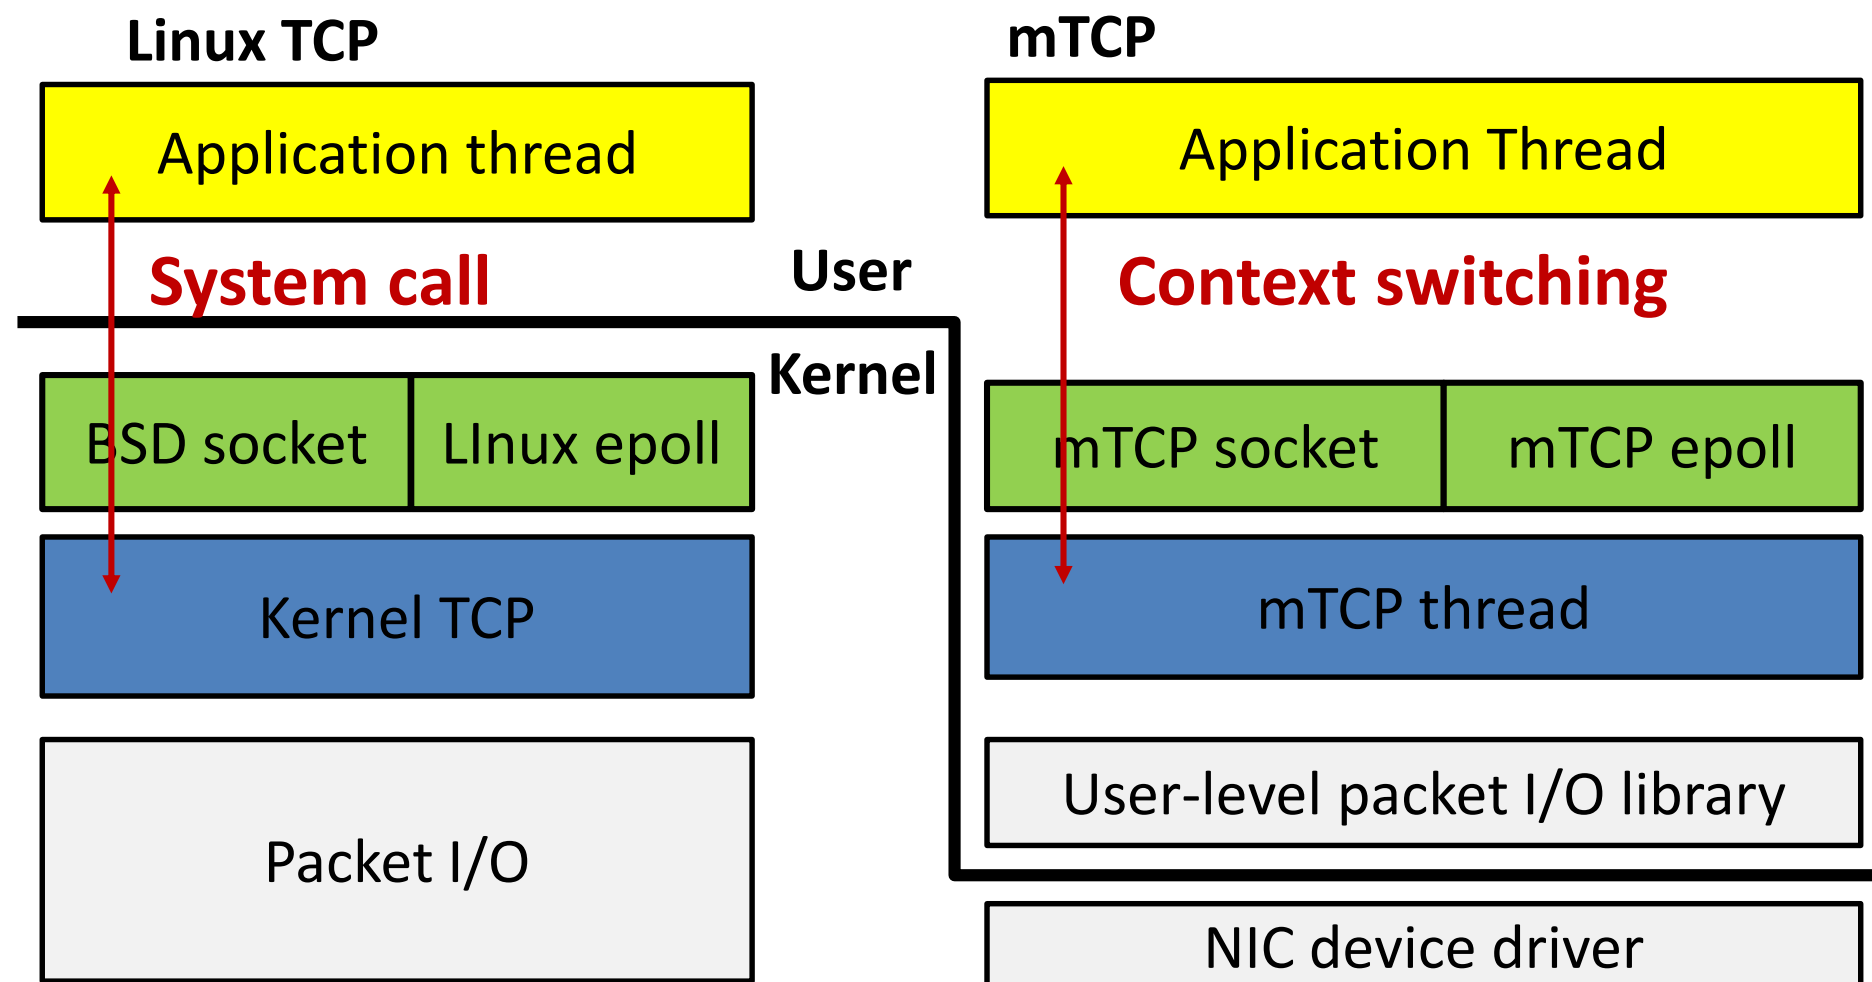 Linux TCP
Application thread
System call
User
Kernel
BSD socket
LInux epoll
Kernel TCP
Packet I/O
mTCP
Application Thread
Context switching
mTCP socket
mTCP epoll
mTCP thread
User-level packet I/O library
NIC device driver